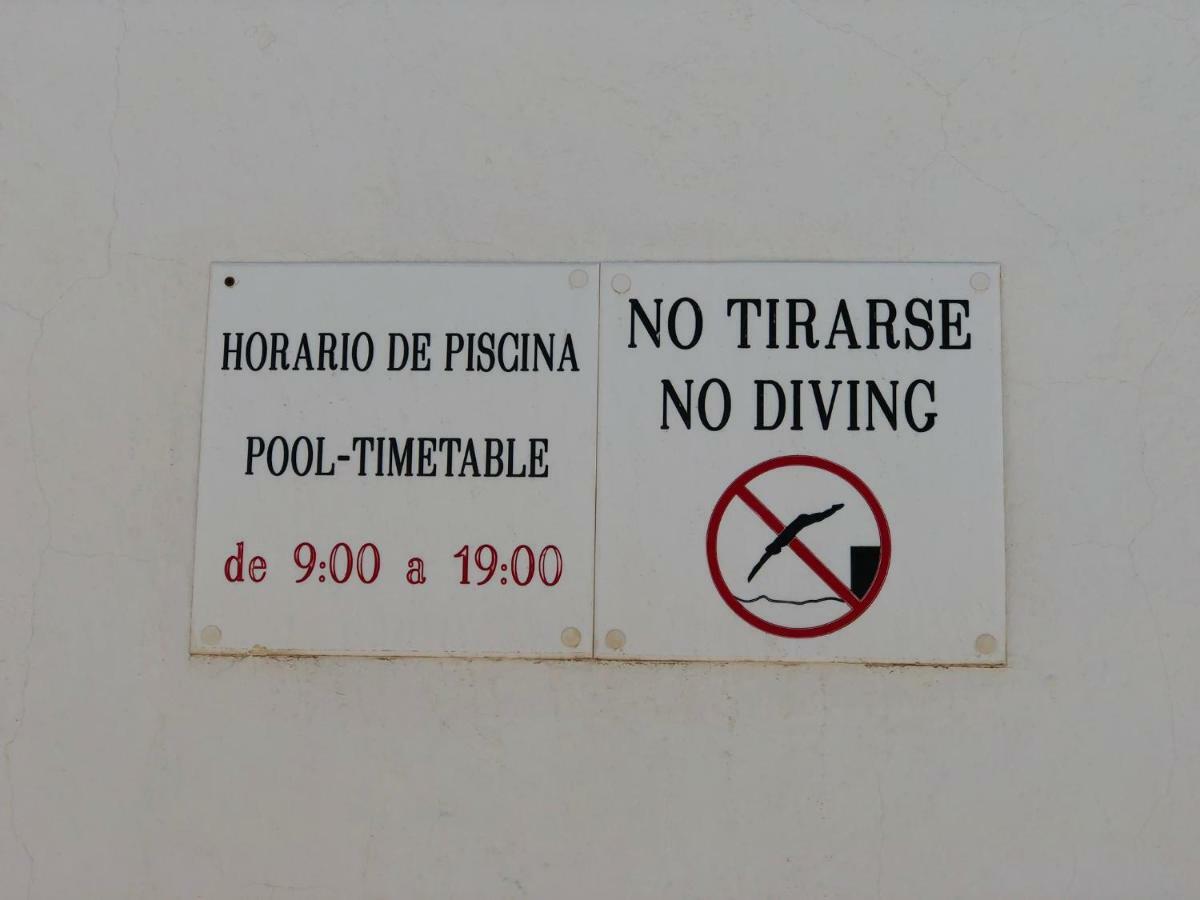 HORARIO DE PISCINA
POOL-TIMETABLE
de 9:00 a 19:00
NO TIRARSE
NO DIVING